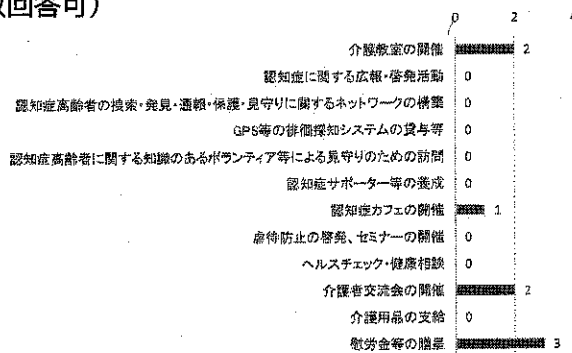 数回答可）
0 2
介護教室の開催 2
認知症に関する広報・啓発活動 0
認知症高齢者の捜索・発見・通報・保護・見守りに関するネットワークの構築 0
GPS等の徘徊探知システムの貸与等 0
認知症高齢者に関する知識のあるボランティア等による見守りのための訪問 0
認知症サポーター等の養成 0
認知症カフェの開催 1
虐待防止の啓発、セミナーの開催 0
ヘルスチェック・健康相談 0
介護者交流会の開催 2
介護用品の支給 0
慰労金等の贈呈 3